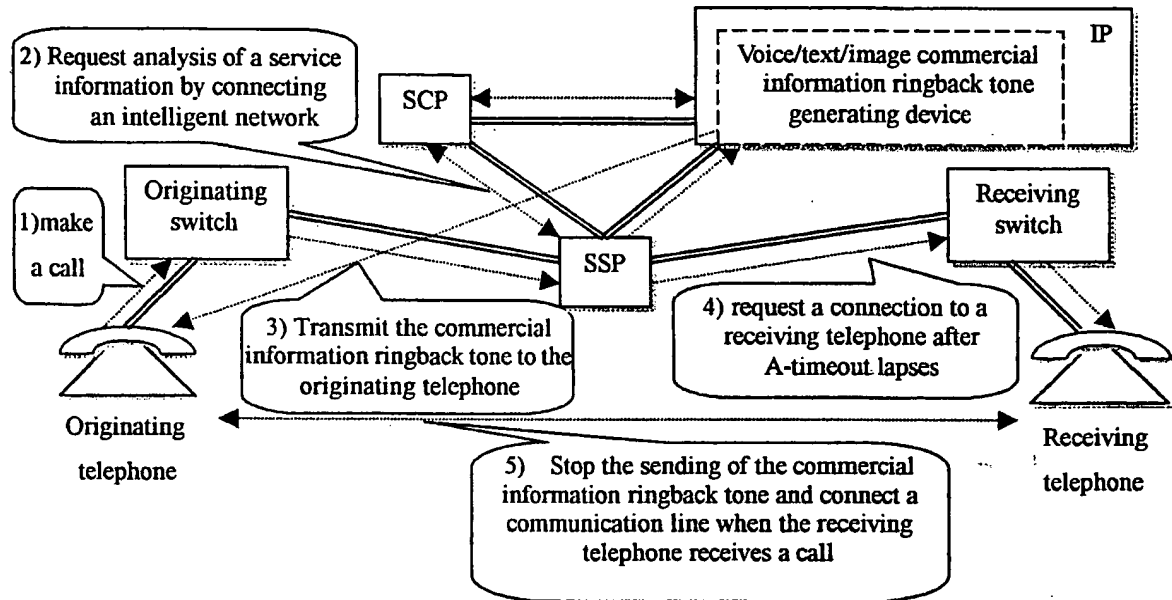 2) Request analysis of a service
information by connecting
an intelligent network
SCP
IP
Voice/text/image commercial
information ringback tone
generating device
1)make
a call
Originating
switch
SSP
Receiving
switch
3) Transmit the commercial
information ringback tone to the
originating telephone
4) request a connection to a
receiving telephone after
A-timeout lapses
Originating
telephone
Receiving
telephone
5) Stop the sending of the commercial
information ringback tone and connect a
communication line when the receiving
telephone receives a call